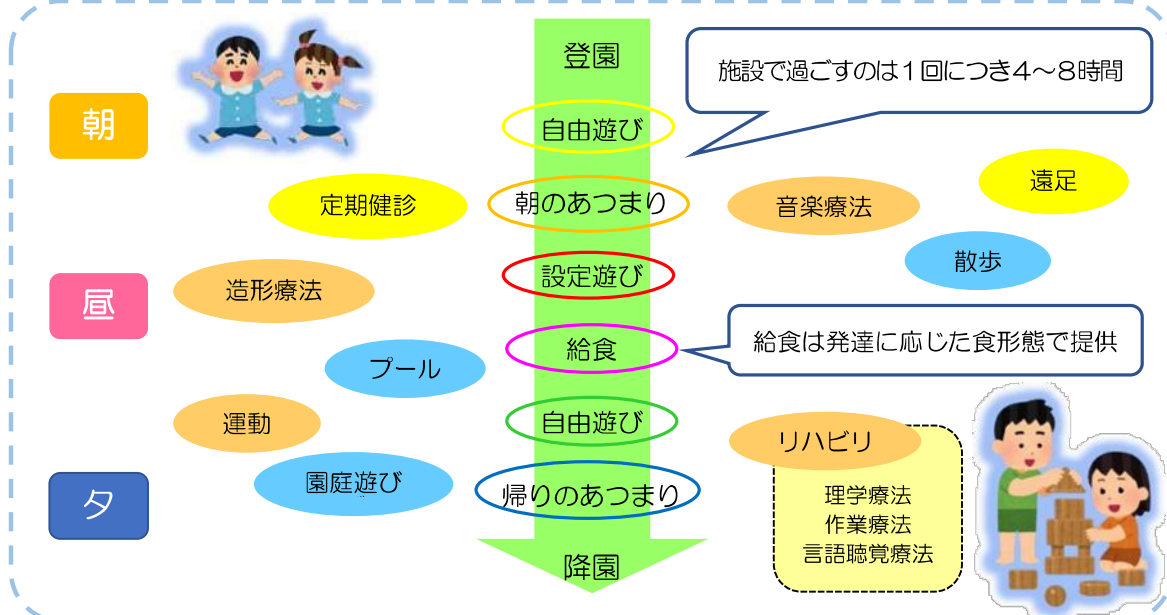 登園
施設で過ごすのは１回につき４～８時間
朝
自由遊び
定期健診
朝のあつまり
音楽療法
遠足
散歩
昼
造形療法
設定遊び
給食
給食は発達に応じた食形態で提供
プール
運動
自由遊び
リハビリ
夕
園庭遊び
帰りのあつまり
理学療法
作業療法
言語聴覚療法
降園